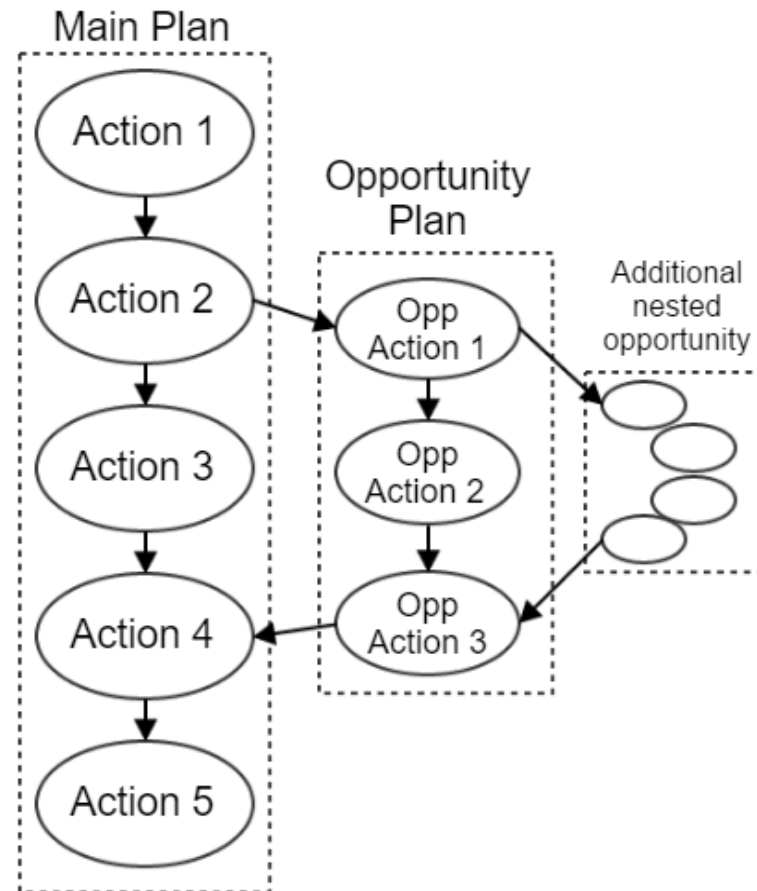 Main Plan
Action 1
Action 2
Action 3
Action 4
Action 5
Opportunity
Plan
Opp
Action 1
Opp
Action 2
Opp
Action 3
Additional
nested
opportunity